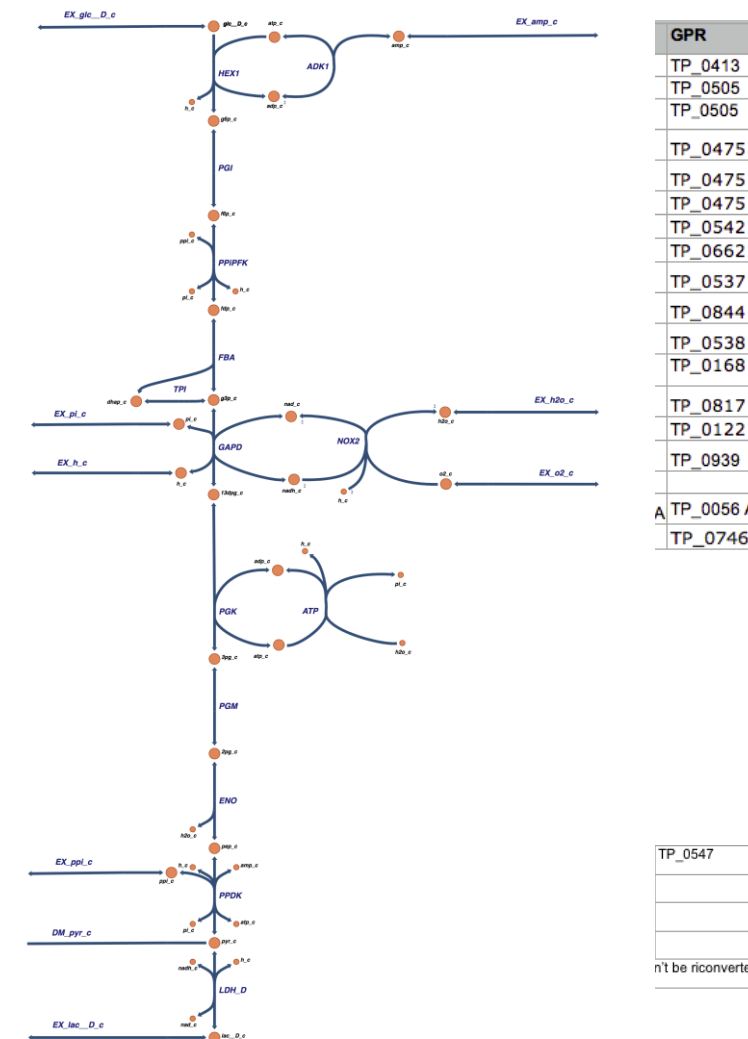 EX_glc__D_c
glc__D_c
atp_c
EX_amp_c
amp_c
HEX1
ADK1
h_c
adp_c
g6p_c
PGI
f6p_c
ppi_c
PPiPFK
pi_c
h_c
fdp_c
FBA
TPI
dhap_c
g3p_c
EX_pi_c
pi_c
nad_c
EX_h2o_c
h2o_c
GAPD
NOX2
EX_h_c
h_c
nadh_c
h_c
o2_c
EX_o2_c
13dpg_c
h_c
adp_c
pi_c
PGK
ATP
atp_c
h2o_c
3pg_c
PGM
2pg_c
ENO
h2o_c
pep_c
EX_ppi_c
ppi_c
h_c
amp_c
PPDK
pi_c
atp_c
DM_pyr_c
pyr_c
nadh_c
h_c
LDH_D
nad_c
EX_lac__D_c
lac__D_c
GPR
TP_0413
TP_0505
TP_0505
TP_0475
TP_0475
TP_0475
TP_0542
TP_0662
TP_0537
TP_0844
TP_0538
TP_0168
TP_0817
TP_0122
TP_0939
A TP_0056 A
TP_0746
TP_0547
n't be riconverte